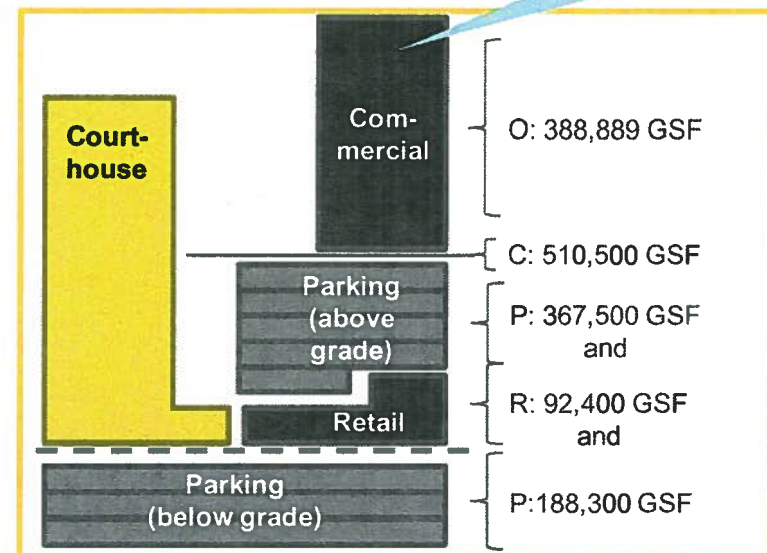 Court-
house
Com-
mercial
O: 388,889 GSF
C: 510,500 GSF
Parking
(above
grade)
P: 367,500 GSF
and
Retail
R: 92,400 GSF
and
Parking
(below grade)
P:188,300 GSF